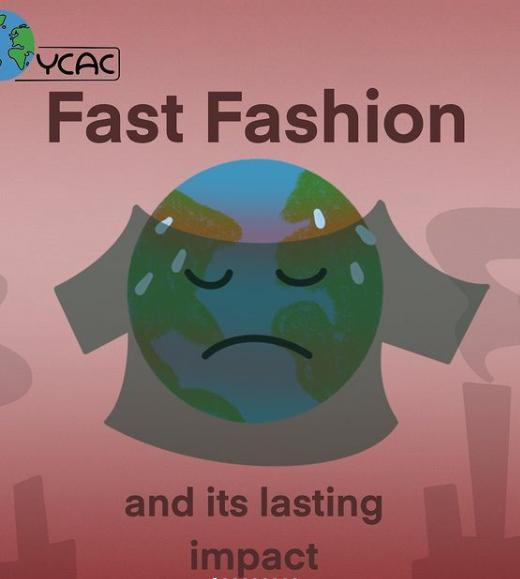 YCAC
Fast Fashion
and its lasting
impact